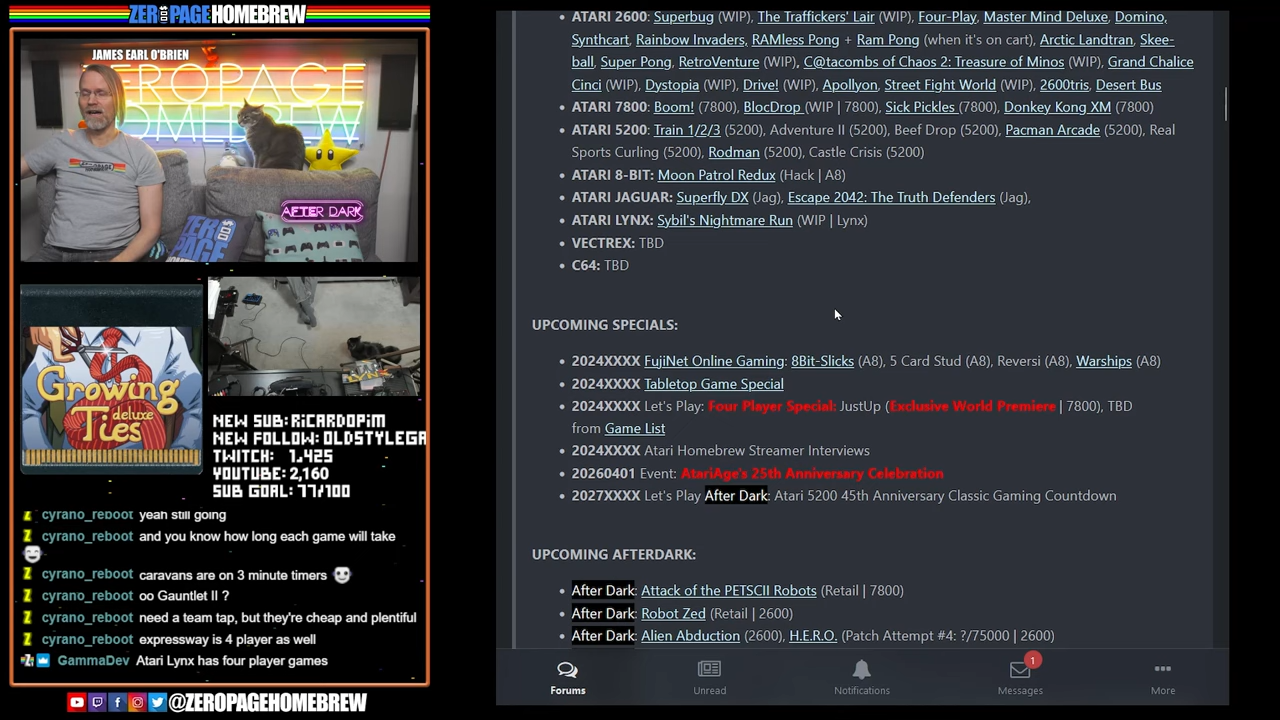 ZEROPAGEHOMEBREW
JAMES EARL O'BRIEN
ZEROPAGE
HOMEBREW
AFTER DARK
Growing
deluxe
Ties
NEW SUB:RICARDOPIM
NEW FOLLOW:OLDSTYLEGA
TWITCH: 1,425
YOUTUBE: 2,160
SUB GOAL: 77/100
cyrano_reboot yeah still going
cyrano_reboot and you know how long each game will take
cyrano_reboot caravans are on 3 minute timers
cyrano_reboot oo Gauntlet II ?
cyrano_reboot need a team tap, but they're cheap and plentiful
cyrano_reboot expressway is 4 player as well
GammaDev Atari Lynx has four player games
@ZEROPAGEHOMEBREW
ATARI 2600: Superbug (WIP), The Traffickers' Lair (WIP), Four-Play, Master Mind Deluxe, Domino,
Synthcart, Rainbow Invaders, RAMless Pong + Ram Pong (when it's on cart), Arctic Landtran, Skee-
ball, Super Pong, RetroVenture (WIP), C@tacombs of Chaos 2: Treasure of Minos (WIP), Grand Chalice
Cinci (WIP), Dystopia (WIP), Drive! (WIP), Apollyon, Street Fight World (WIP), 2600tris, Desert Bus
ATARI 7800: Boom! (7800), BlocDrop (WIP | 7800), Sick Pickles (7800), Donkey Kong XM (7800)
ATARI 5200: Train 1/2/3 (5200), Adventure II (5200), Beef Drop (5200), Pacman Arcade (5200), Real
Sports Curling (5200), Rodman (5200), Castle Crisis (5200)
ATARI 8-BIT: Moon Patrol Redux (Hack | A8)
ATARI JAGUAR: Superfly DX (Jag), Escape 2042: The Truth Defenders (Jag),
ATARI LYNX: Sybil's Nightmare Run (WIP | Lynx)
VECTREX: TBD
C64: TBD
UPCOMING SPECIALS:
2024XXXX FujiNet Online Gaming: 8Bit-Slicks (A8), 5 Card Stud (A8), Reversi (A8), Warships (A8)
2024XXXX Tabletop Game Special
2024XXXX Let's Play: Four Player Special: JustUp (Exclusive World Premiere | 7800), TBD
from Game List
2024XXXX Atari Homebrew Streamer Interviews
20260401 Event: AtariAge's 25th Anniversary Celebration
2027XXXX Let's Play After Dark: Atari 5200 45th Anniversary Classic Gaming Countdown
UPCOMING AFTERDARK:
After Dark: Attack of the PETSCII Robots (Retail | 7800)
After Dark: Robot Zed (Retail | 2600)
After Dark: Alien Abduction (2600), H.E.R.O. (Patch Attempt #4: ?/75000 | 2600)
Forums
Unread
Notifications
1
Messages
More